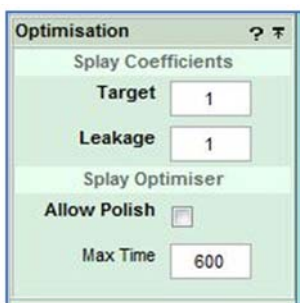 Optimisation ?
Splay Coefficients
Target 1
Leakage 1
Splay Optimiser
Allow Polish
Max Time 600